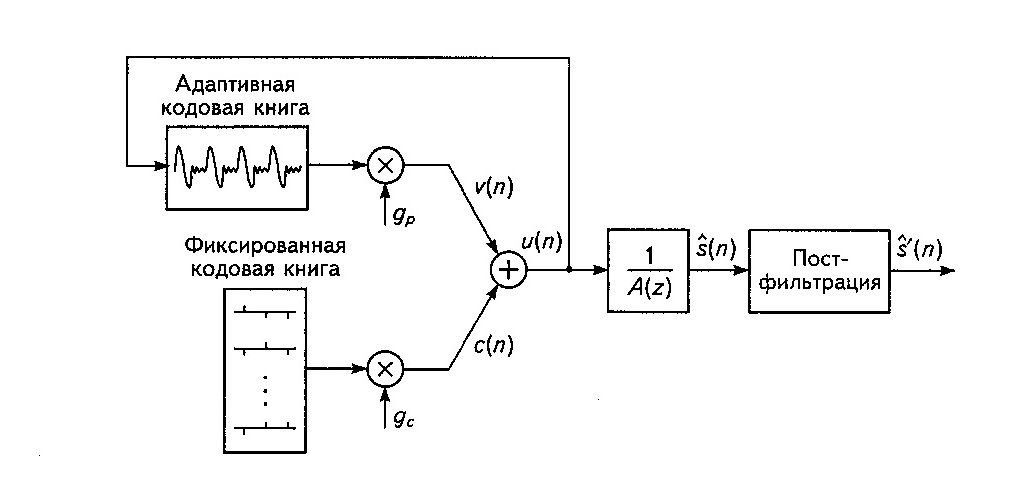 Адаптивная
кодовая книга
v(n)
g_p
Фиксированная
кодовая книга
u(n)
1
A(z)
ŝ(n)
Пост-
фильтрация
ŝ′(n)
c(n)
g_c